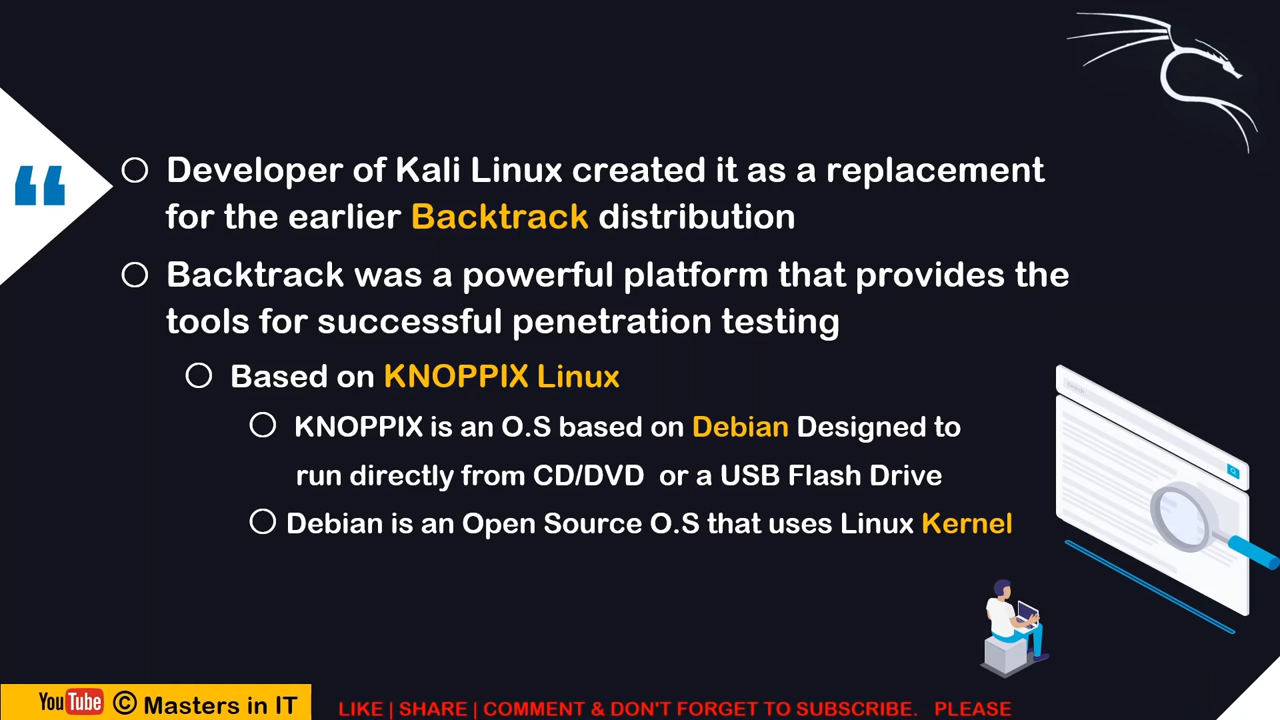 Developer of Kali Linux created it as a replacement
for the earlier Backtrack distribution
Backtrack was a powerful platform that provides the
tools for successful penetration testing
Based on KNOPPIX Linux
KNOPPIX is an O.S based on Debian Designed to
run directly from CD/DVD or a USB Flash Drive
Debian is an Open Source O.S that uses Linux Kernel
YouTube © Masters in IT
LIKE | SHARE | COMMENT & DON'T FORGET TO SUBSCRIBE. PLEASE